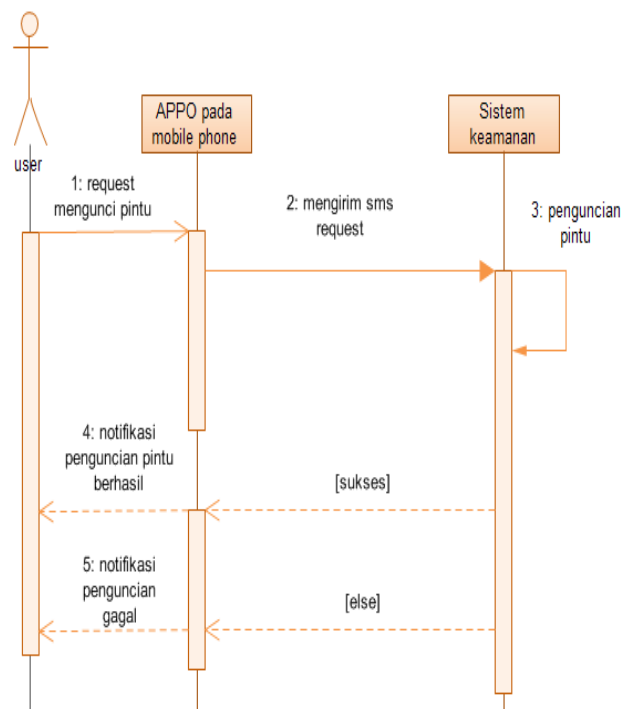 APPO pada
mobile phone
Sistem
keamanan
user
1: request
mengunci pintu
2: mengirim sms
request
3: penguncian
pintu
4: notifikasi
penguncian pintu
berhasil
[sukses]
5: notifikasi
penguncian
gagal
[else]